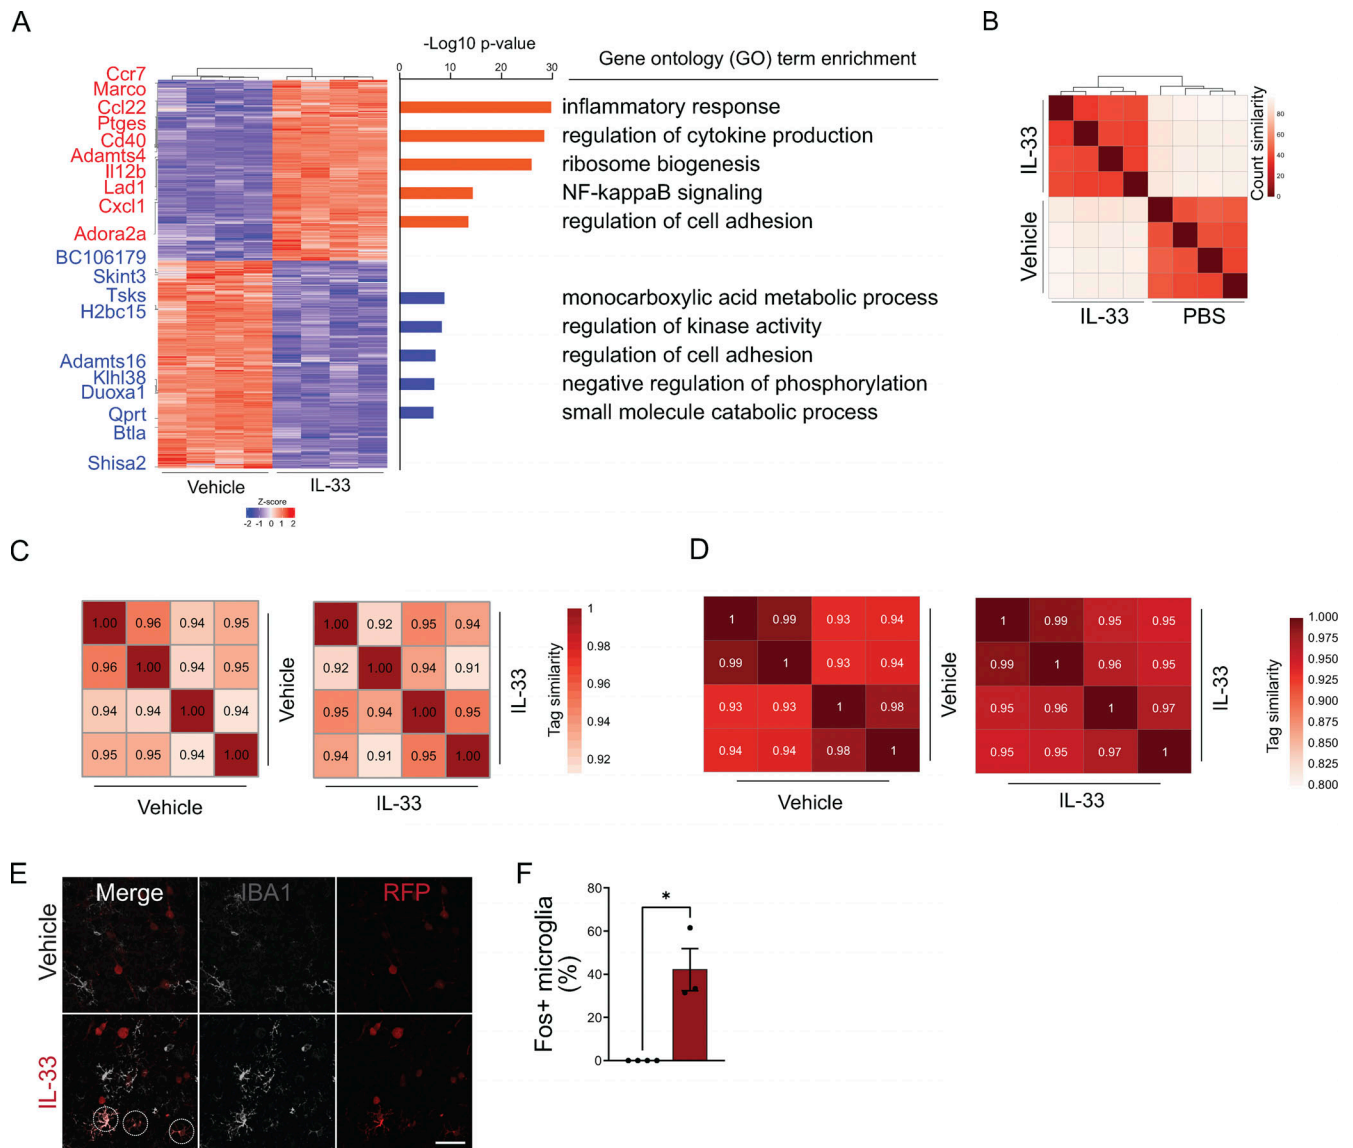 A
Ccr7
Marco
Ccl22
Ptges
Cd40
Adamts4
Il12b
Lad1
Cxcl1
Adora2a
BC106179
Skint3
Tsks
H2bc15
Adamts16
Klhl38
Duoxa1
Qprt
Btla
Shisa2
Vehicle IL-33
Z-score
-2 -1 0 1 2
-Log10 p-value
0 10 20 30
Gene ontology (GO) term enrichment
inflammatory response
regulation of cytokine production
ribosome biogenesis
NF-kappaB signaling
regulation of cell adhesion
monocarboxylic acid metabolic process
regulation of kinase activity
regulation of cell adhesion
negative regulation of phosphorylation
small molecule catabolic process
B
IL-33
Vehicle
IL-33 PBS
Count similarity
80
60
40
20
0
C
1.00 0.96 0.94 0.95
0.96 1.00 0.94 0.95
0.94 0.94 1.00 0.94
0.95 0.95 0.94 1.00
Vehicle
Vehicle
1.00 0.92 0.95 0.94
0.92 1.00 0.94 0.91
0.95 0.94 1.00 0.95
0.94 0.91 0.95 1.00
IL-33
IL-33
Tag similarity
1
0.98
0.96
0.94
0.92
D
1 0.99 0.93 0.94
0.99 1 0.93 0.94
0.93 0.93 1 0.98
0.94 0.94 0.98 1
Vehicle
Vehicle
1 0.99 0.95 0.95
0.99 1 0.96 0.95
0.95 0.96 1 0.97
0.95 0.95 0.97 1
IL-33
IL-33
Tag similarity
1.000
0.975
0.950
0.925
0.900
0.875
0.850
0.825
0.800
E
Merge IBA1 RFP
Vehicle
IL-33
F
Fos+ microglia
(%)
80
60
40
20
0
*